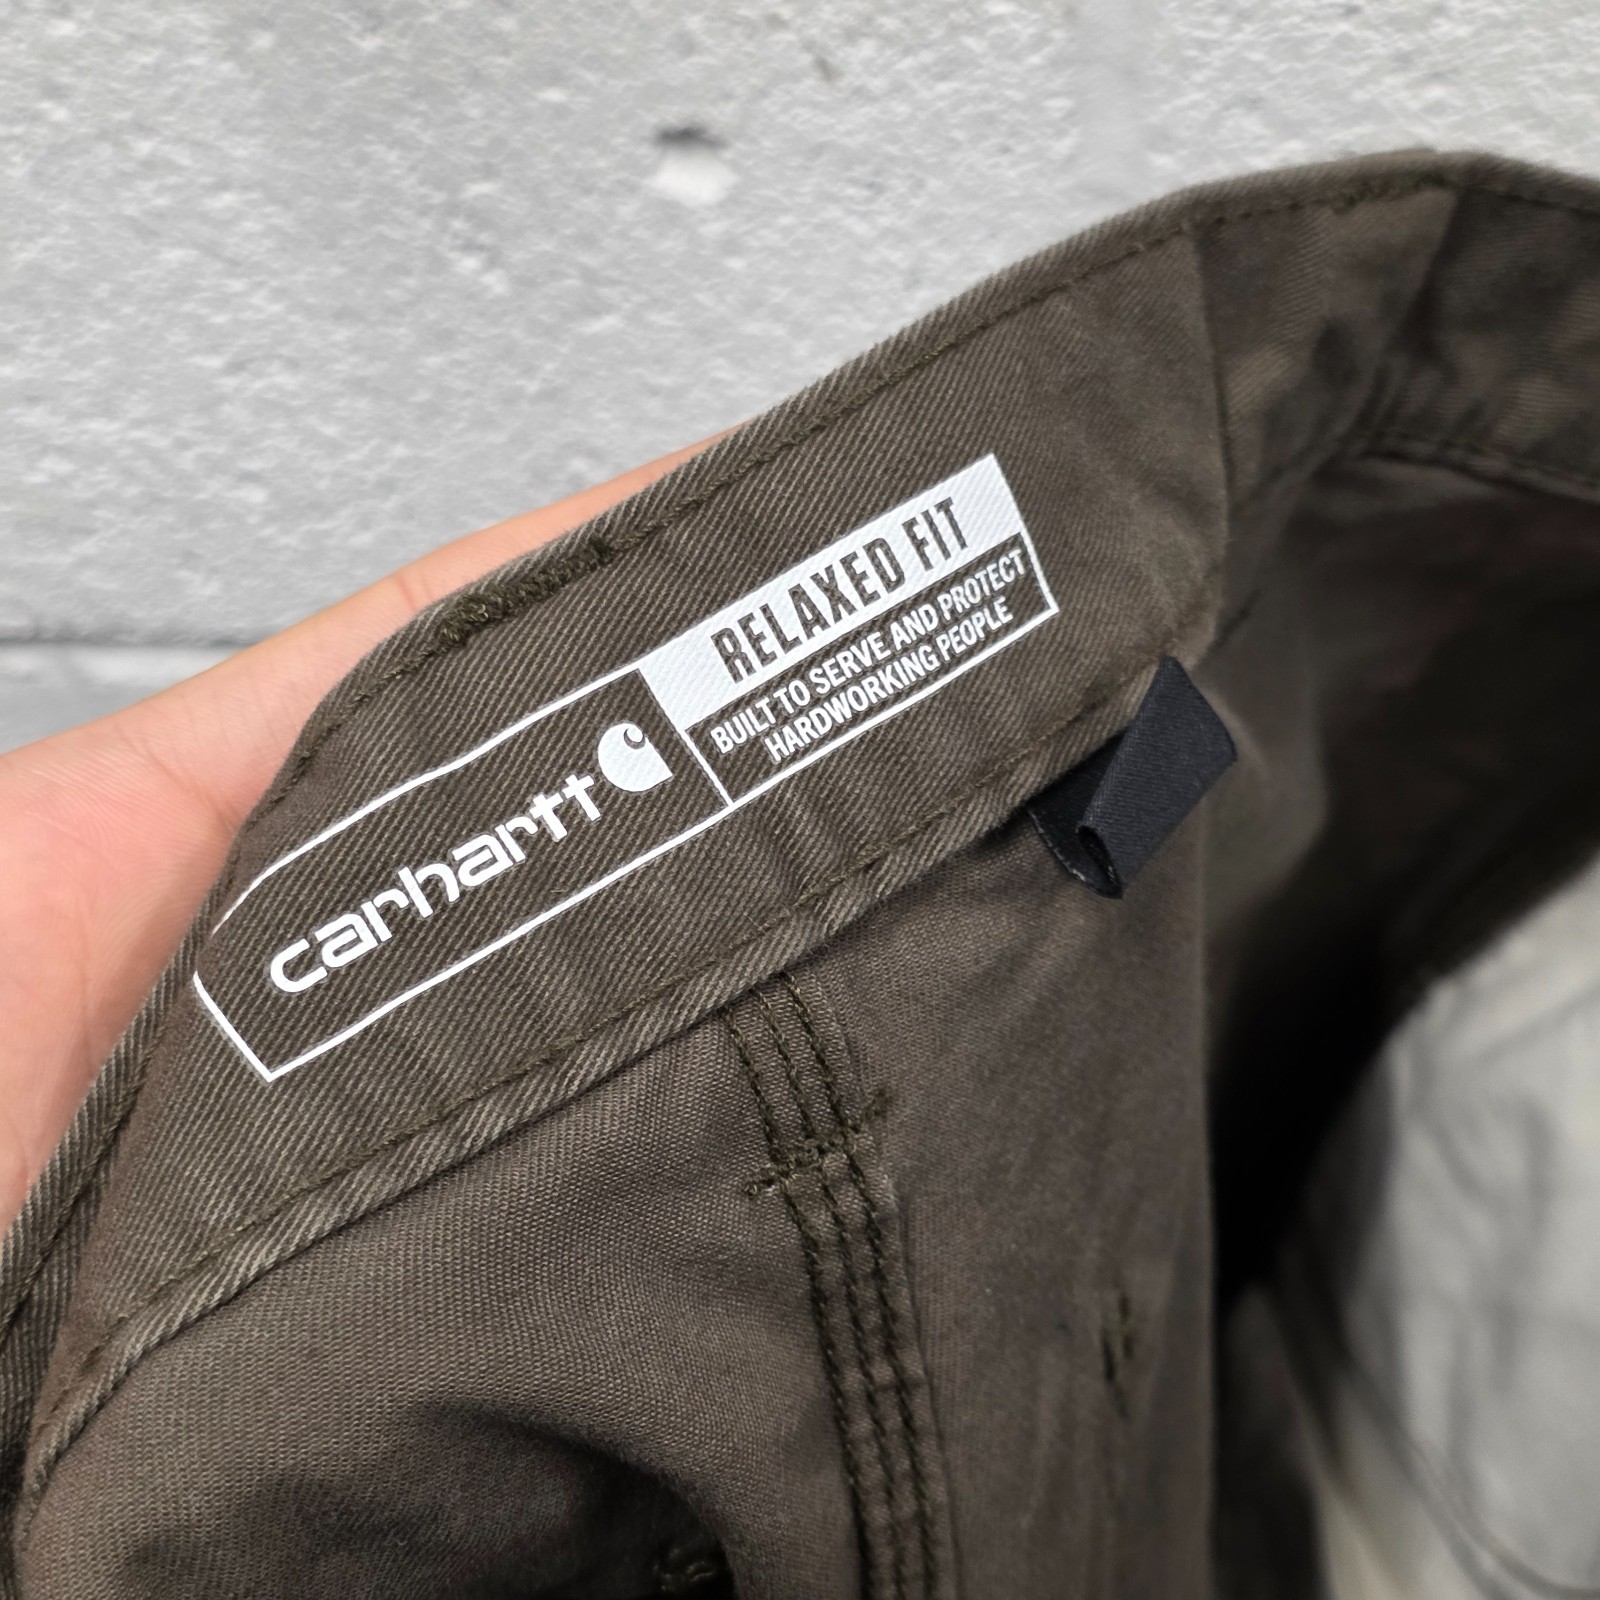 carhartt
RELAXED FIT
BUILT TO SERVE AND PROTECT
HARDWORKING PEOPLE